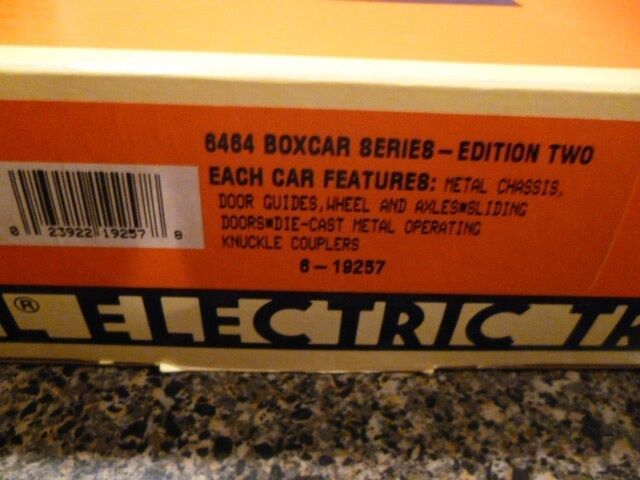 6464 BOXCAR SERIES-EDITION TWO
EACH CAR FEATURES: METAL CHASSIS,
DOOR GUIDES, WHEEL AND AXLES*SLIDING
DOORS*DIE-CAST METAL OPERATING
KNUCKLE COUPLERS
6-19257
0 23922 19257 8
® L ELECTRIC TR